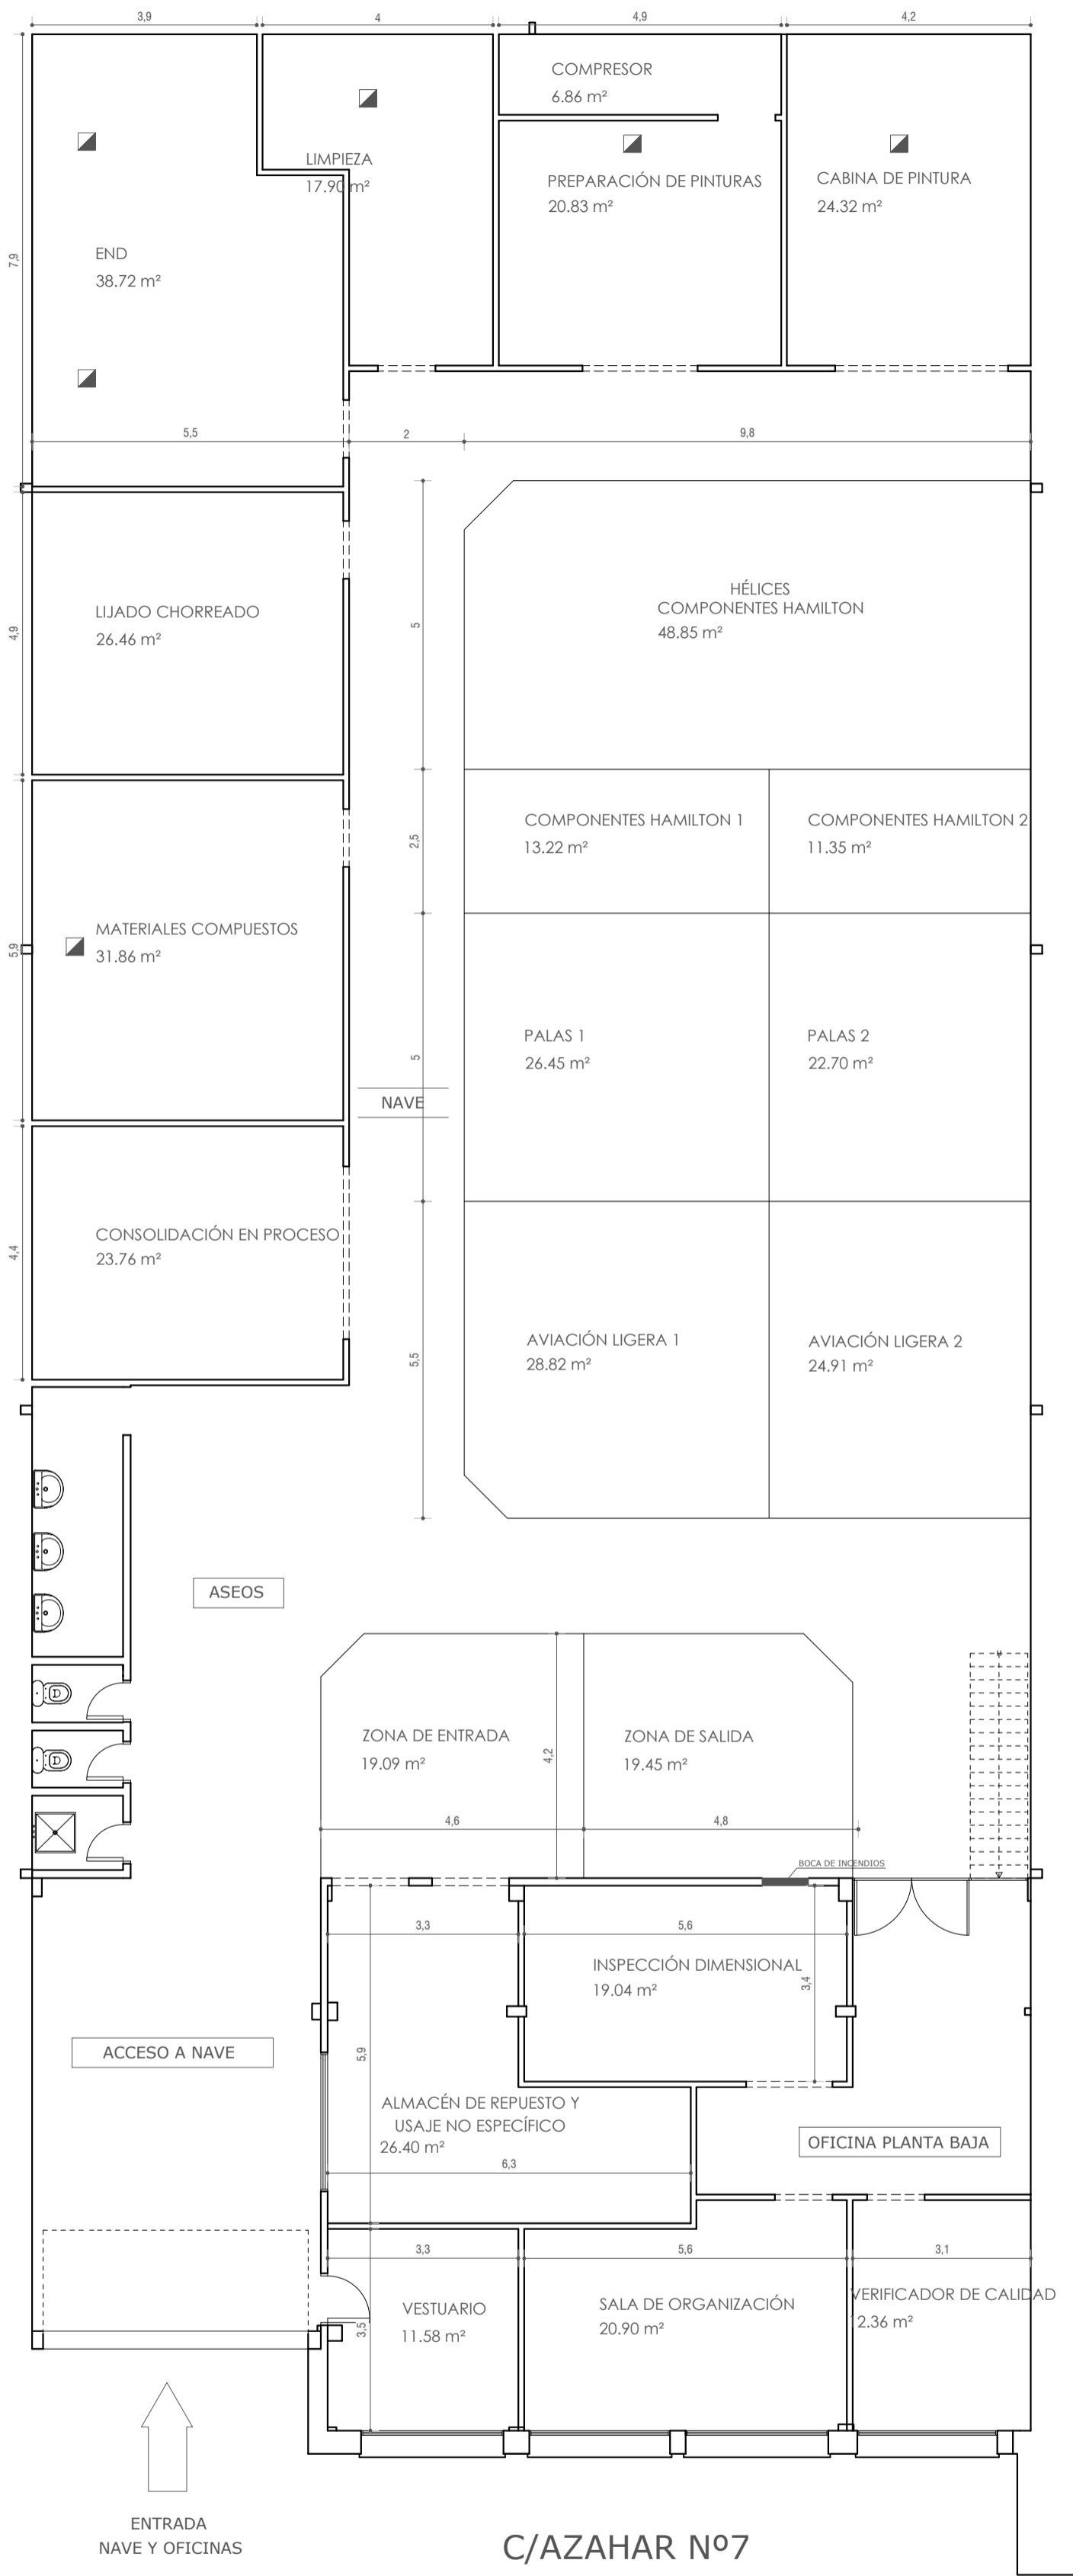 3,9
4
4,9
4,2
COMPRESOR
6.86 m²
LIMPIEZA
17.90 m²
PREPARACIÓN DE PINTURAS
20.83 m²
CABINA DE PINTURA
24.32 m²
7,9
END
38.72 m²
5,5
2
9,8
HÉLICES
COMPONENTES HAMILTON
48.85 m²
LIJADO CHORREADO
26.46 m²
4,9
5
COMPONENTES HAMILTON 1
13.22 m²
COMPONENTES HAMILTON 2
11.35 m²
2,5
MATERIALES COMPUESTOS
31.86 m²
5,9
PALAS 1
26.45 m²
PALAS 2
22.70 m²
5
NAVE
CONSOLIDACIÓN EN PROCESO
23.76 m²
4,4
AVIACIÓN LIGERA 1
28.82 m²
AVIACIÓN LIGERA 2
24.91 m²
5,5
ASEOS
ZONA DE ENTRADA
19.09 m²
4,2
ZONA DE SALIDA
19.45 m²
4,6
4,8
BOCA DE INCENDIOS
3,3
5,6
INSPECCIÓN DIMENSIONAL
19.04 m²
3,4
ACCESO A NAVE
5,9
ALMACÉN DE REPUESTO Y
USAJE NO ESPECÍFICO
26.40 m²
OFICINA PLANTA BAJA
6,3
3,3
5,6
3,1
VESTUARIO
11.58 m²
3,5
SALA DE ORGANIZACIÓN
20.90 m²
VERIFICADOR DE CALIDAD
2.36 m²
ENTRADA
NAVE Y OFICINAS
C/AZAHAR Nº7